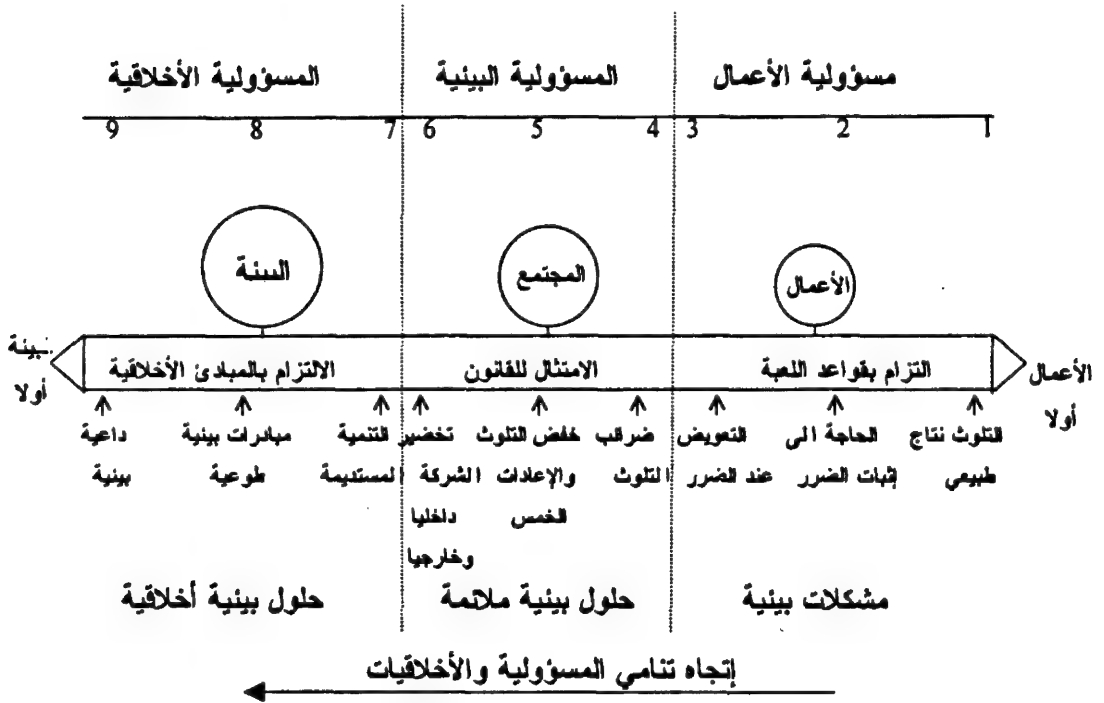 مسؤولية الأعمال
المسؤولية البيئية
المسؤولية الأخلاقية
1 2 3 4 5 6 7 8 9
الأعمال
المجتمع
البيئة
الأعمال
أولا
التزام بقواعد اللعبة
الامتثال للقانون
الالتزام بالمبادئ الأخلاقية
بيئة
أولا
التلوث نتاج
طبيعي
الحاجة الى
إثبات الضرر
التعويض
عند الضرر
ضرائب
التلوث
خفض التلوث
والإعادات
الخمس
تخضير
الشركة
داخليا
وخارجيا
التنمية
المستديمة
مبادرات بيئية
طوعية
داعية
بيئية
مشكلات بيئية
حلول بيئية ملائمة
حلول بيئية أخلاقية
إتجاه تنامي المسؤولية والأخلاقيات